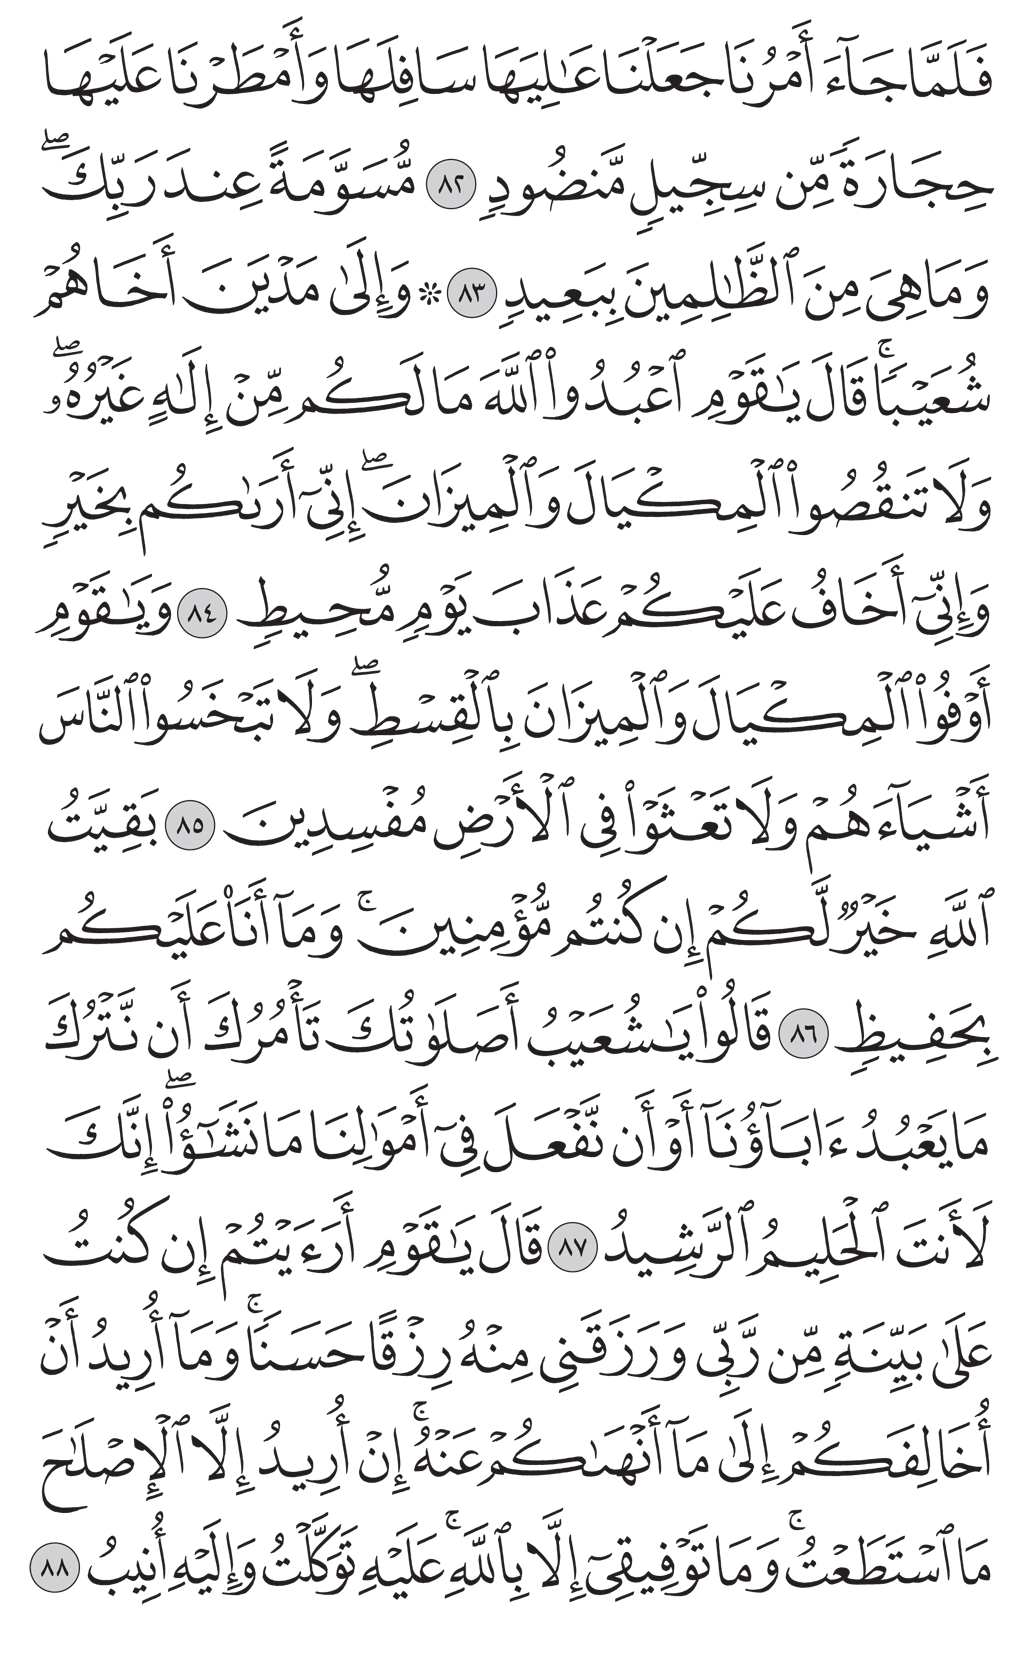 فَلَمَّا جَآءَ أَمْرُنَا جَعَلْنَا عَٰلِيَهَا سَافِلَهَا وَأَمْطَرْنَا عَلَيْهَا
حِجَارَةً مِّن سِجِّيلٍ مَّنضُودٍ ٨٢ مُّسَوَّمَةً عِندَ رَبِّكَۖ
وَمَا هِىَ مِنَ ٱلظَّٰلِمِينَ بِبَعِيدٍ ٨٣ ۞ وَإِلَىٰ مَدْيَنَ أَخَاهُمْ
شُعَيْبًاۚ قَالَ يَٰقَوْمِ ٱعْبُدُوا۟ ٱللَّهَ مَا لَكُم مِّنْ إِلَٰهٍ غَيْرُهُۥۖ
وَلَا تَنقُصُوا۟ ٱلْمِكْيَالَ وَٱلْمِيزَانَۖ إِنِّىٓ أَرَىٰكُم بِخَيْرٍ
وَإِنِّىٓ أَخَافُ عَلَيْكُمْ عَذَابَ يَوْمٍ مُّحِيطٍ ٨٤ وَيَٰقَوْمِ
أَوْفُوا۟ ٱلْمِكْيَالَ وَٱلْمِيزَانَ بِٱلْقِسْطِۖ وَلَا تَبْخَسُوا۟ ٱلنَّاسَ
أَشْيَآءَهُمْ وَلَا تَعْثَوْا۟ فِى ٱلْأَرْضِ مُفْسِدِينَ ٨٥ بَقِيَّتُ
ٱللَّهِ خَيْرٌ لَّكُمْ إِن كُنتُم مُّؤْمِنِينَۚ وَمَآ أَنَا۠ عَلَيْكُم
بِحَفِيظٍ ٨٦ قَالُوا۟ يَٰشُعَيْبُ أَصَلَوٰتُكَ تَأْمُرُكَ أَن نَّتْرُكَ
مَا يَعْبُدُ ءَابَآؤُنَآ أَوْ أَن نَّفْعَلَ فِىٓ أَمْوَٰلِنَا مَا نَشَٰٓؤُا۟ۖ إِنَّكَ
لَأَنتَ ٱلْحَلِيمُ ٱلرَّشِيدُ ٨٧ قَالَ يَٰقَوْمِ أَرَءَيْتُمْ إِن كُنتُ
عَلَىٰ بَيِّنَةٍ مِّن رَّبِّى وَرَزَقَنِى مِنْهُ رِزْقًا حَسَنًاۚ وَمَآ أُرِيدُ أَنْ
أُخَالِفَكُمْ إِلَىٰ مَآ أَنْهَىٰكُمْ عَنْهُۚ إِنْ أُرِيدُ إِلَّا ٱلْإِصْلَٰحَ
مَا ٱسْتَطَعْتُۚ وَمَا تَوْفِيقِىٓ إِلَّا بِٱللَّهِۚ عَلَيْهِ تَوَكَّلْتُ وَإِلَيْهِ أُنِيبُ ٨٨